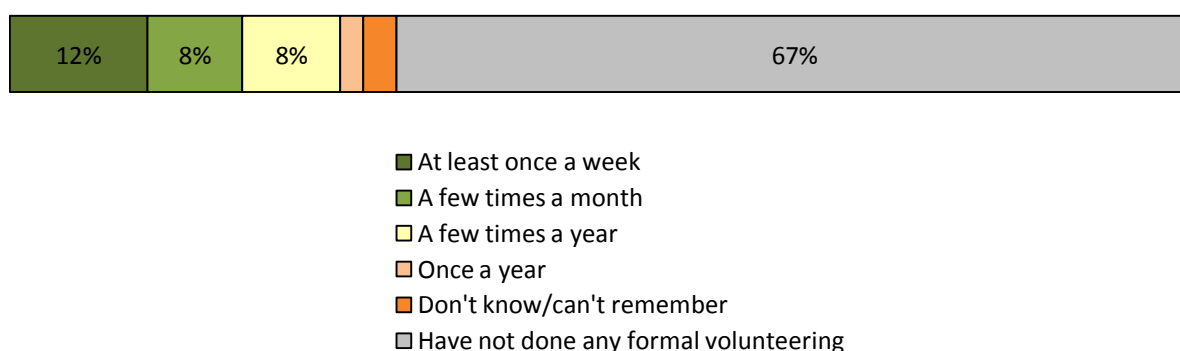 12% 8% 8% 67%
At least once a week
A few times a month
A few times a year
Once a year
Don't know/can't remember
Have not done any formal volunteering